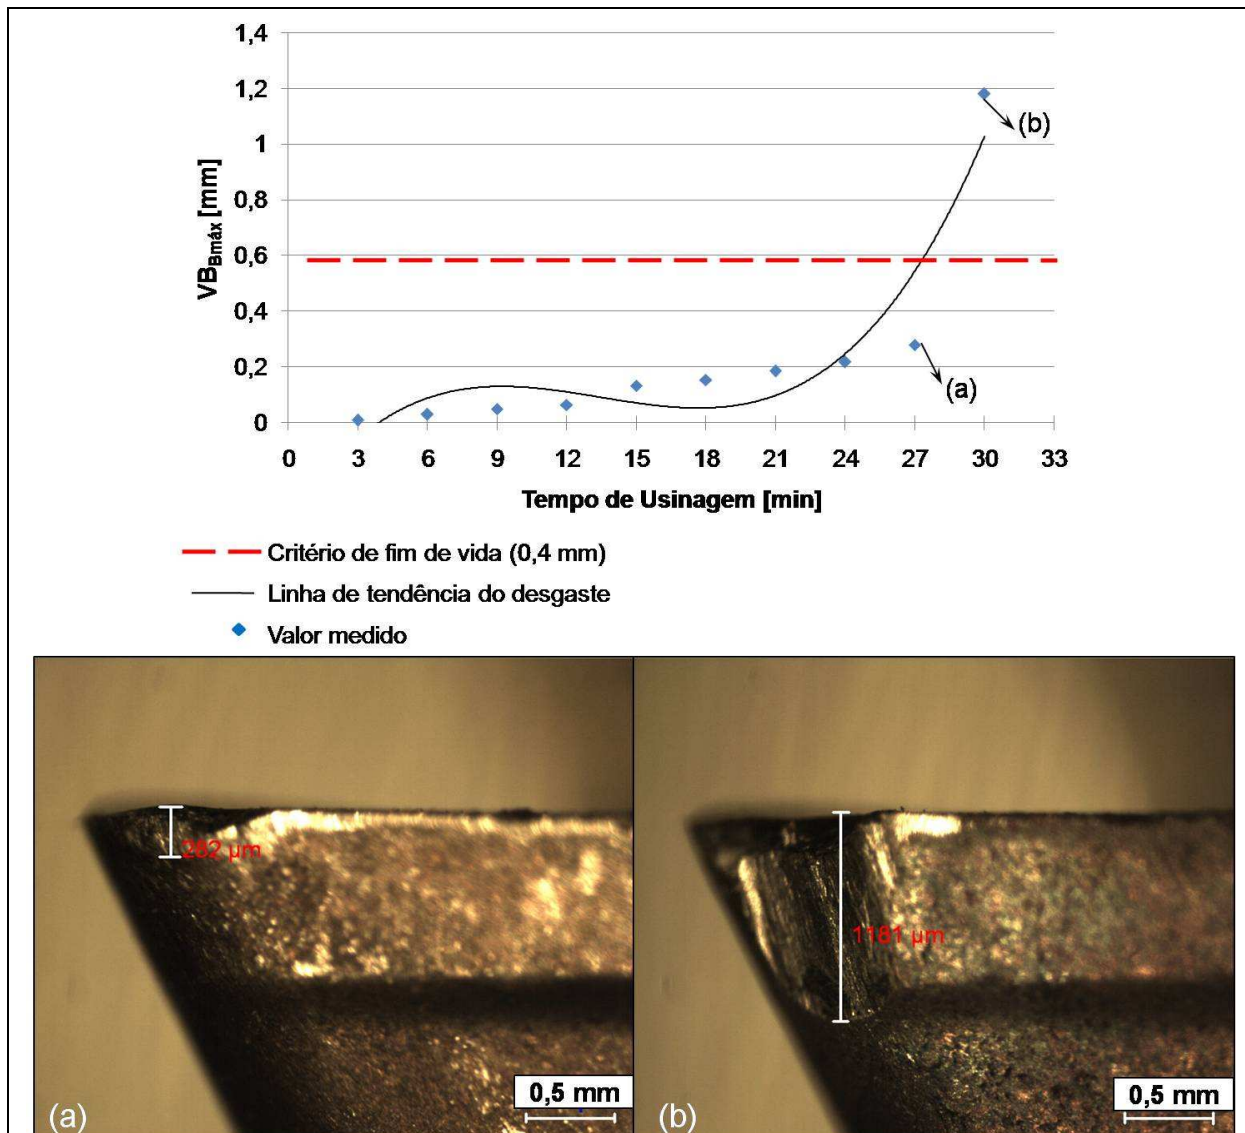 1,4
1,2
1
0,8
0,6
0,4
0,2
0
VBBmáx [mm]
(b)
(a)
0 3 6 9 12 15 18 21 24 27 30 33
Tempo de Usinagem [min]
Critério de fim de vida (0,4 mm)
Linha de tendência do desgaste
Valor medido
282 µm
0,5 mm
(a)
1181 µm
0,5 mm
(b)